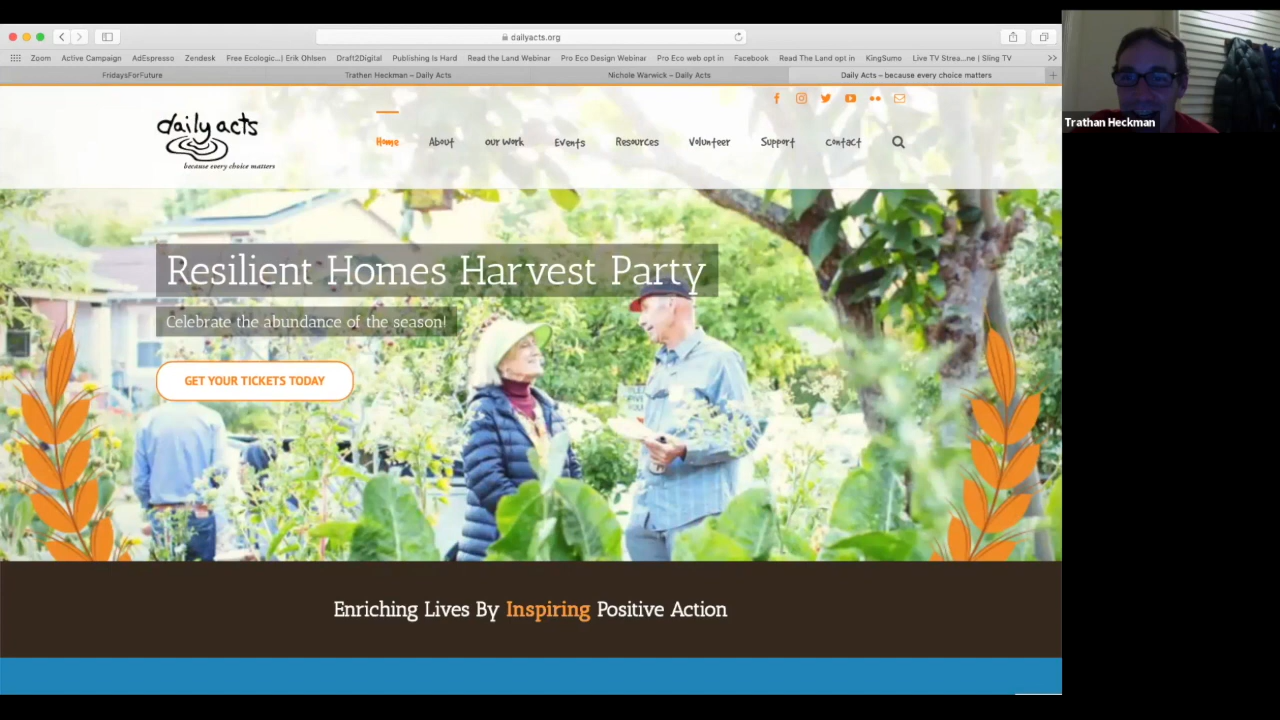 dailyacts.org
Zoom Active Campaign AdEspresso Zendesk Free Ecologic...| Erik Ohlsen Draft2Digital Publishing Is Hard Read the Land Webinar Pro Eco Design Webinar Pro Eco web opt in Facebook Read The Land opt in KingSumo Live TV Strea...ne | Sling TV >>
FridaysForFuture Trathen Heckman – Daily Acts Nichole Warwick – Daily Acts Daily Acts – because every choice matters
daily acts
because every choice matters
Home About our Work Events Resources Volunteer Support Contact
Trathan Heckman
Resilient Homes Harvest Party
Celebrate the abundance of the season!
GET YOUR TICKETS TODAY
Enriching Lives By Inspiring Positive Action